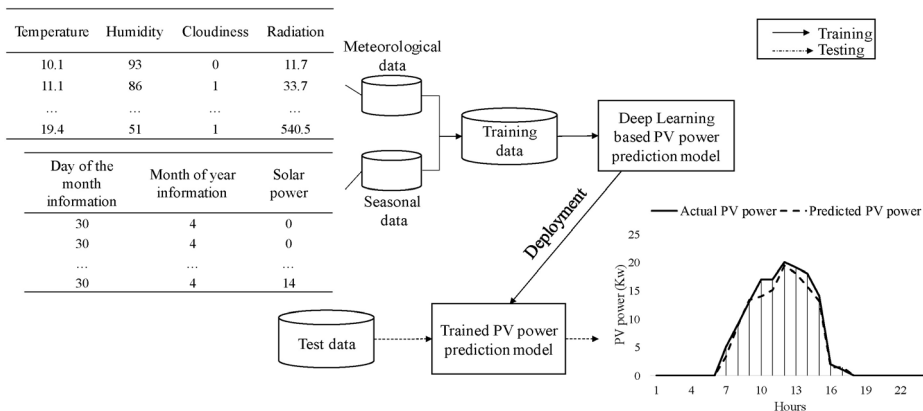 Temperature Humidity Cloudiness Radiation
10.1 93 0 11.7
11.1 86 1 33.7
... ... ... ...
19.4 51 1 540.5
Day of the
month
information
Month of year
information
Solar
power
30 4 0
30 4 0
... ... ...
30 4 14
Meteorological
data
Seasonal data
Training
data
Deep Learning
based PV power
prediction model
Training
Testing
Deployment
Test data
Trained PV power
prediction model
Actual PV power
Predicted PV power
PV power (Kw)
25
20
15
10
5
0
1 4 7 10 13 16 19 22
Hours